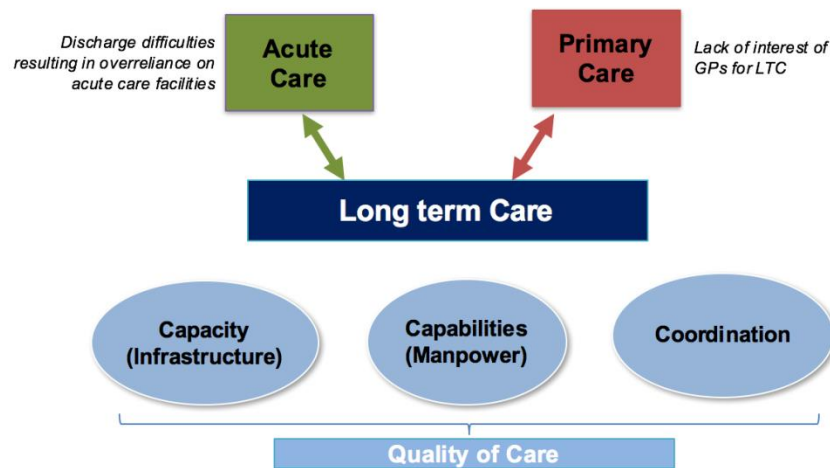 Discharge difficulties
resulting in overreliance on
acute care facilities
Acute
Care
Primary
Care
Lack of interest of
GPs for LTC
Long term Care
Capacity
(Infrastructure)
Capabilities
(Manpower)
Coordination
Quality of Care